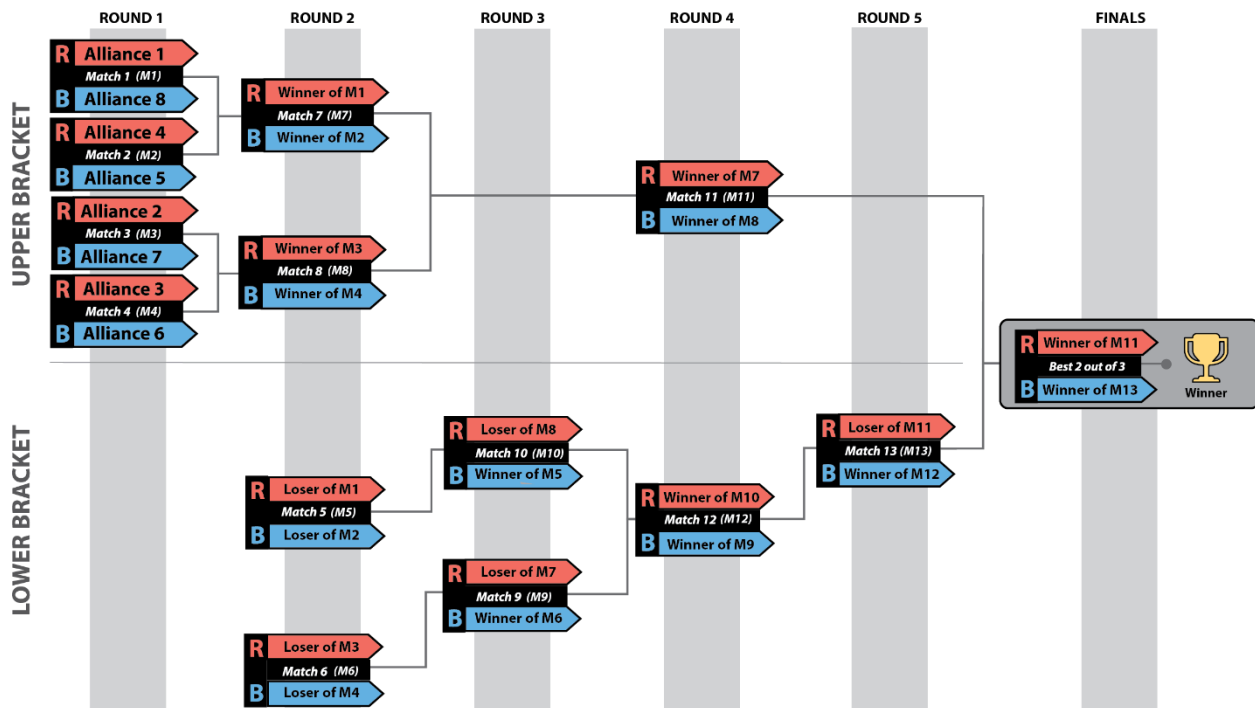 ROUND 1
ROUND 2
ROUND 3
ROUND 4
ROUND 5
FINALS
UPPER BRACKET
R Alliance 1
Match 1 (M1)
B Alliance 8
R Alliance 4
Match 2 (M2)
B Alliance 5
R Alliance 2
Match 3 (M3)
B Alliance 7
R Alliance 3
Match 4 (M4)
B Alliance 6
R Winner of M1
Match 7 (M7)
B Winner of M2
R Winner of M3
Match 8 (M8)
B Winner of M4
R Winner of M7
Match 11 (M11)
B Winner of M8
R Winner of M11
Best 2 out of 3
B Winner of M13
Winner
LOWER BRACKET
R Loser of M1
Match 5 (M5)
B Loser of M2
R Loser of M3
Match 6 (M6)
B Loser of M4
R Loser of M8
Match 10 (M10)
B Winner of M5
R Loser of M7
Match 9 (M9)
B Winner of M6
R Winner of M10
Match 12 (M12)
B Winner of M9
R Loser of M11
Match 13 (M13)
B Winner of M12